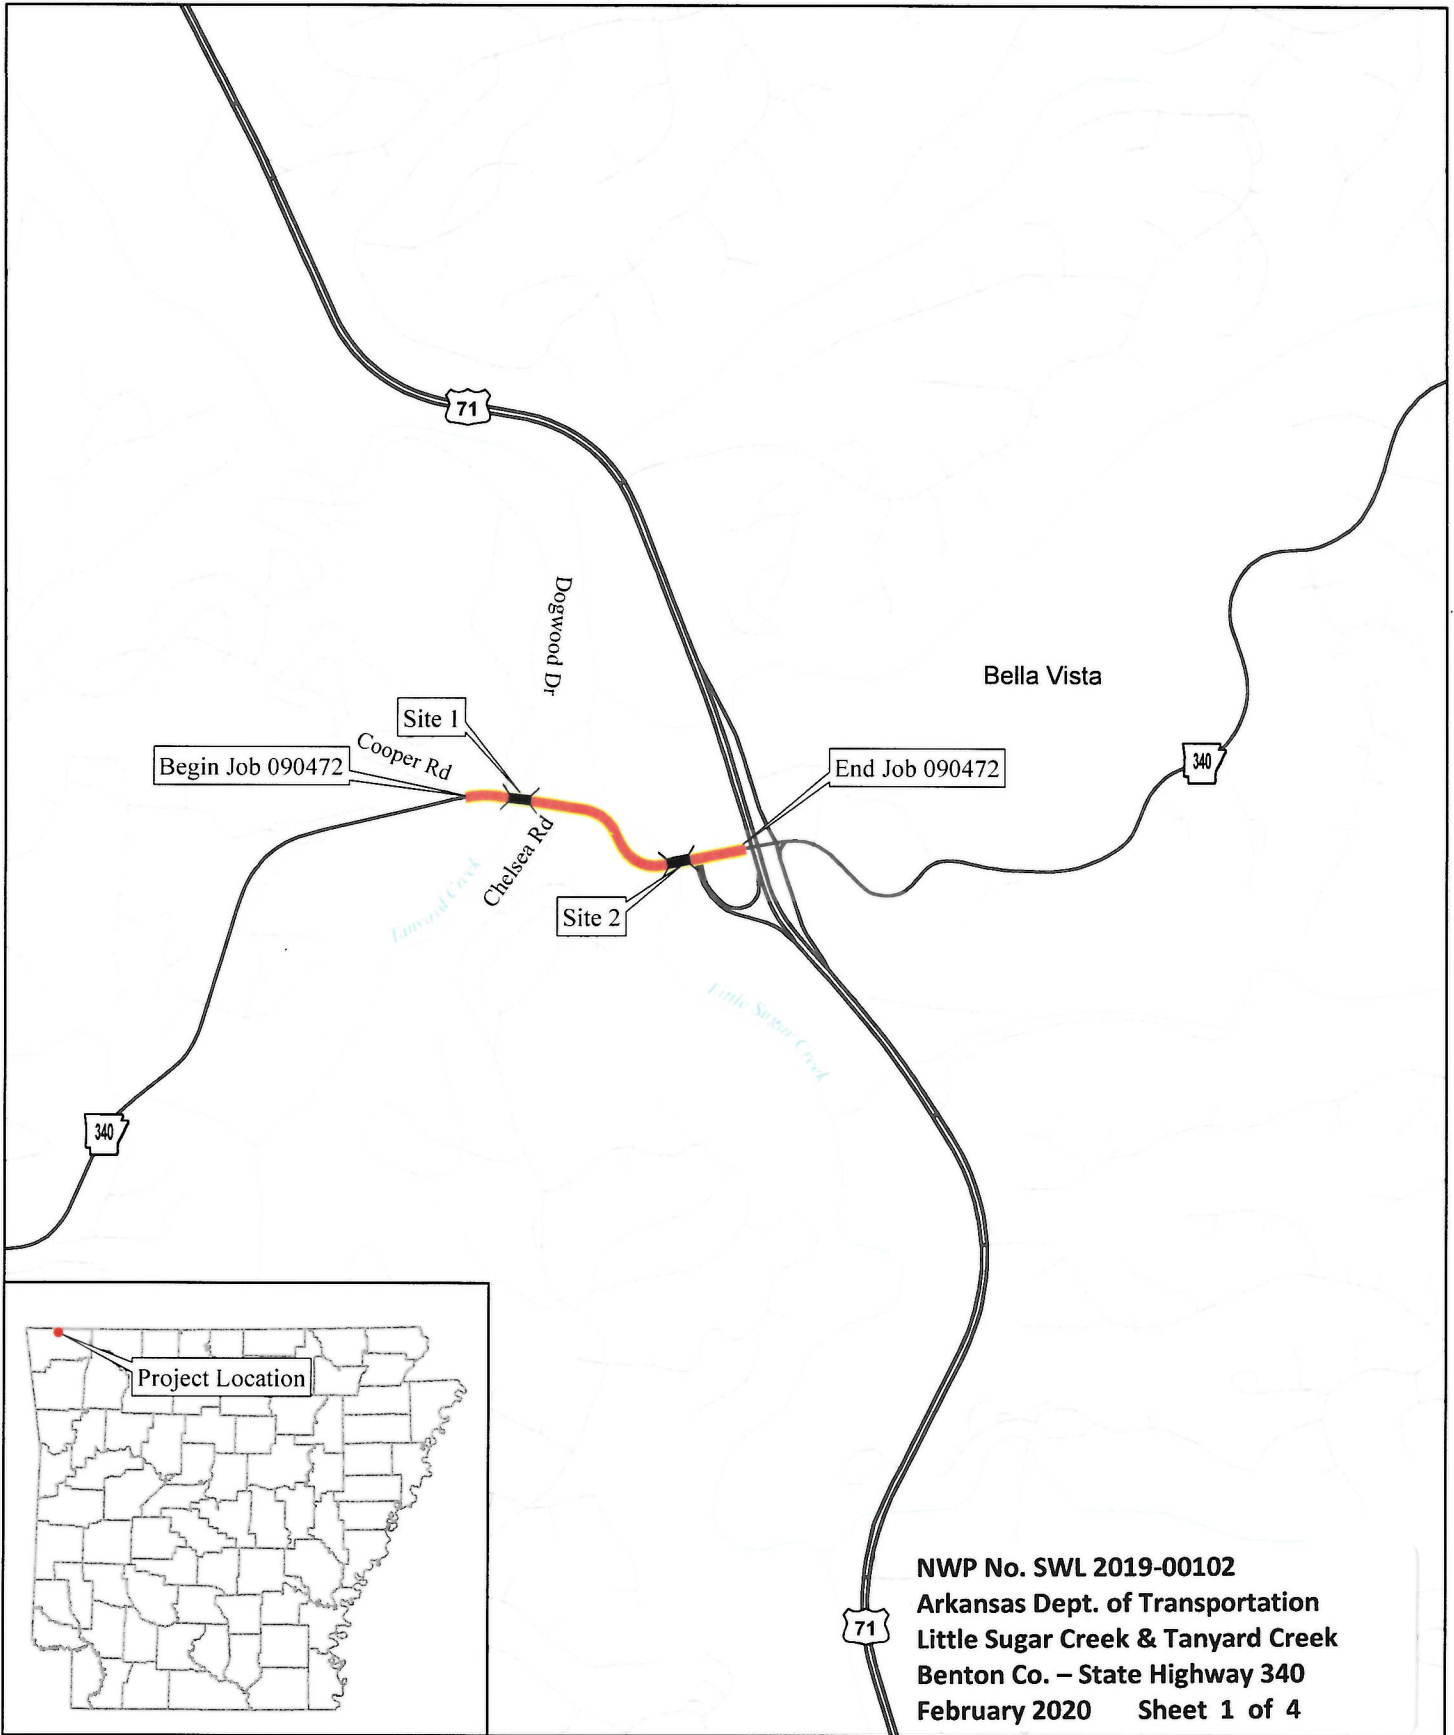 71
Dogwood Dr
Bella Vista
Site 1
Cooper Rd
Begin Job 090472
End Job 090472
340
Chelsea Rd
Tanyard Creek
Site 2
Little Sugar Creek
340
Project Location
71
NWP No. SWL 2019-00102
Arkansas Dept. of Transportation
Little Sugar Creek & Tanyard Creek
Benton Co. – State Highway 340
February 2020 Sheet 1 of 4